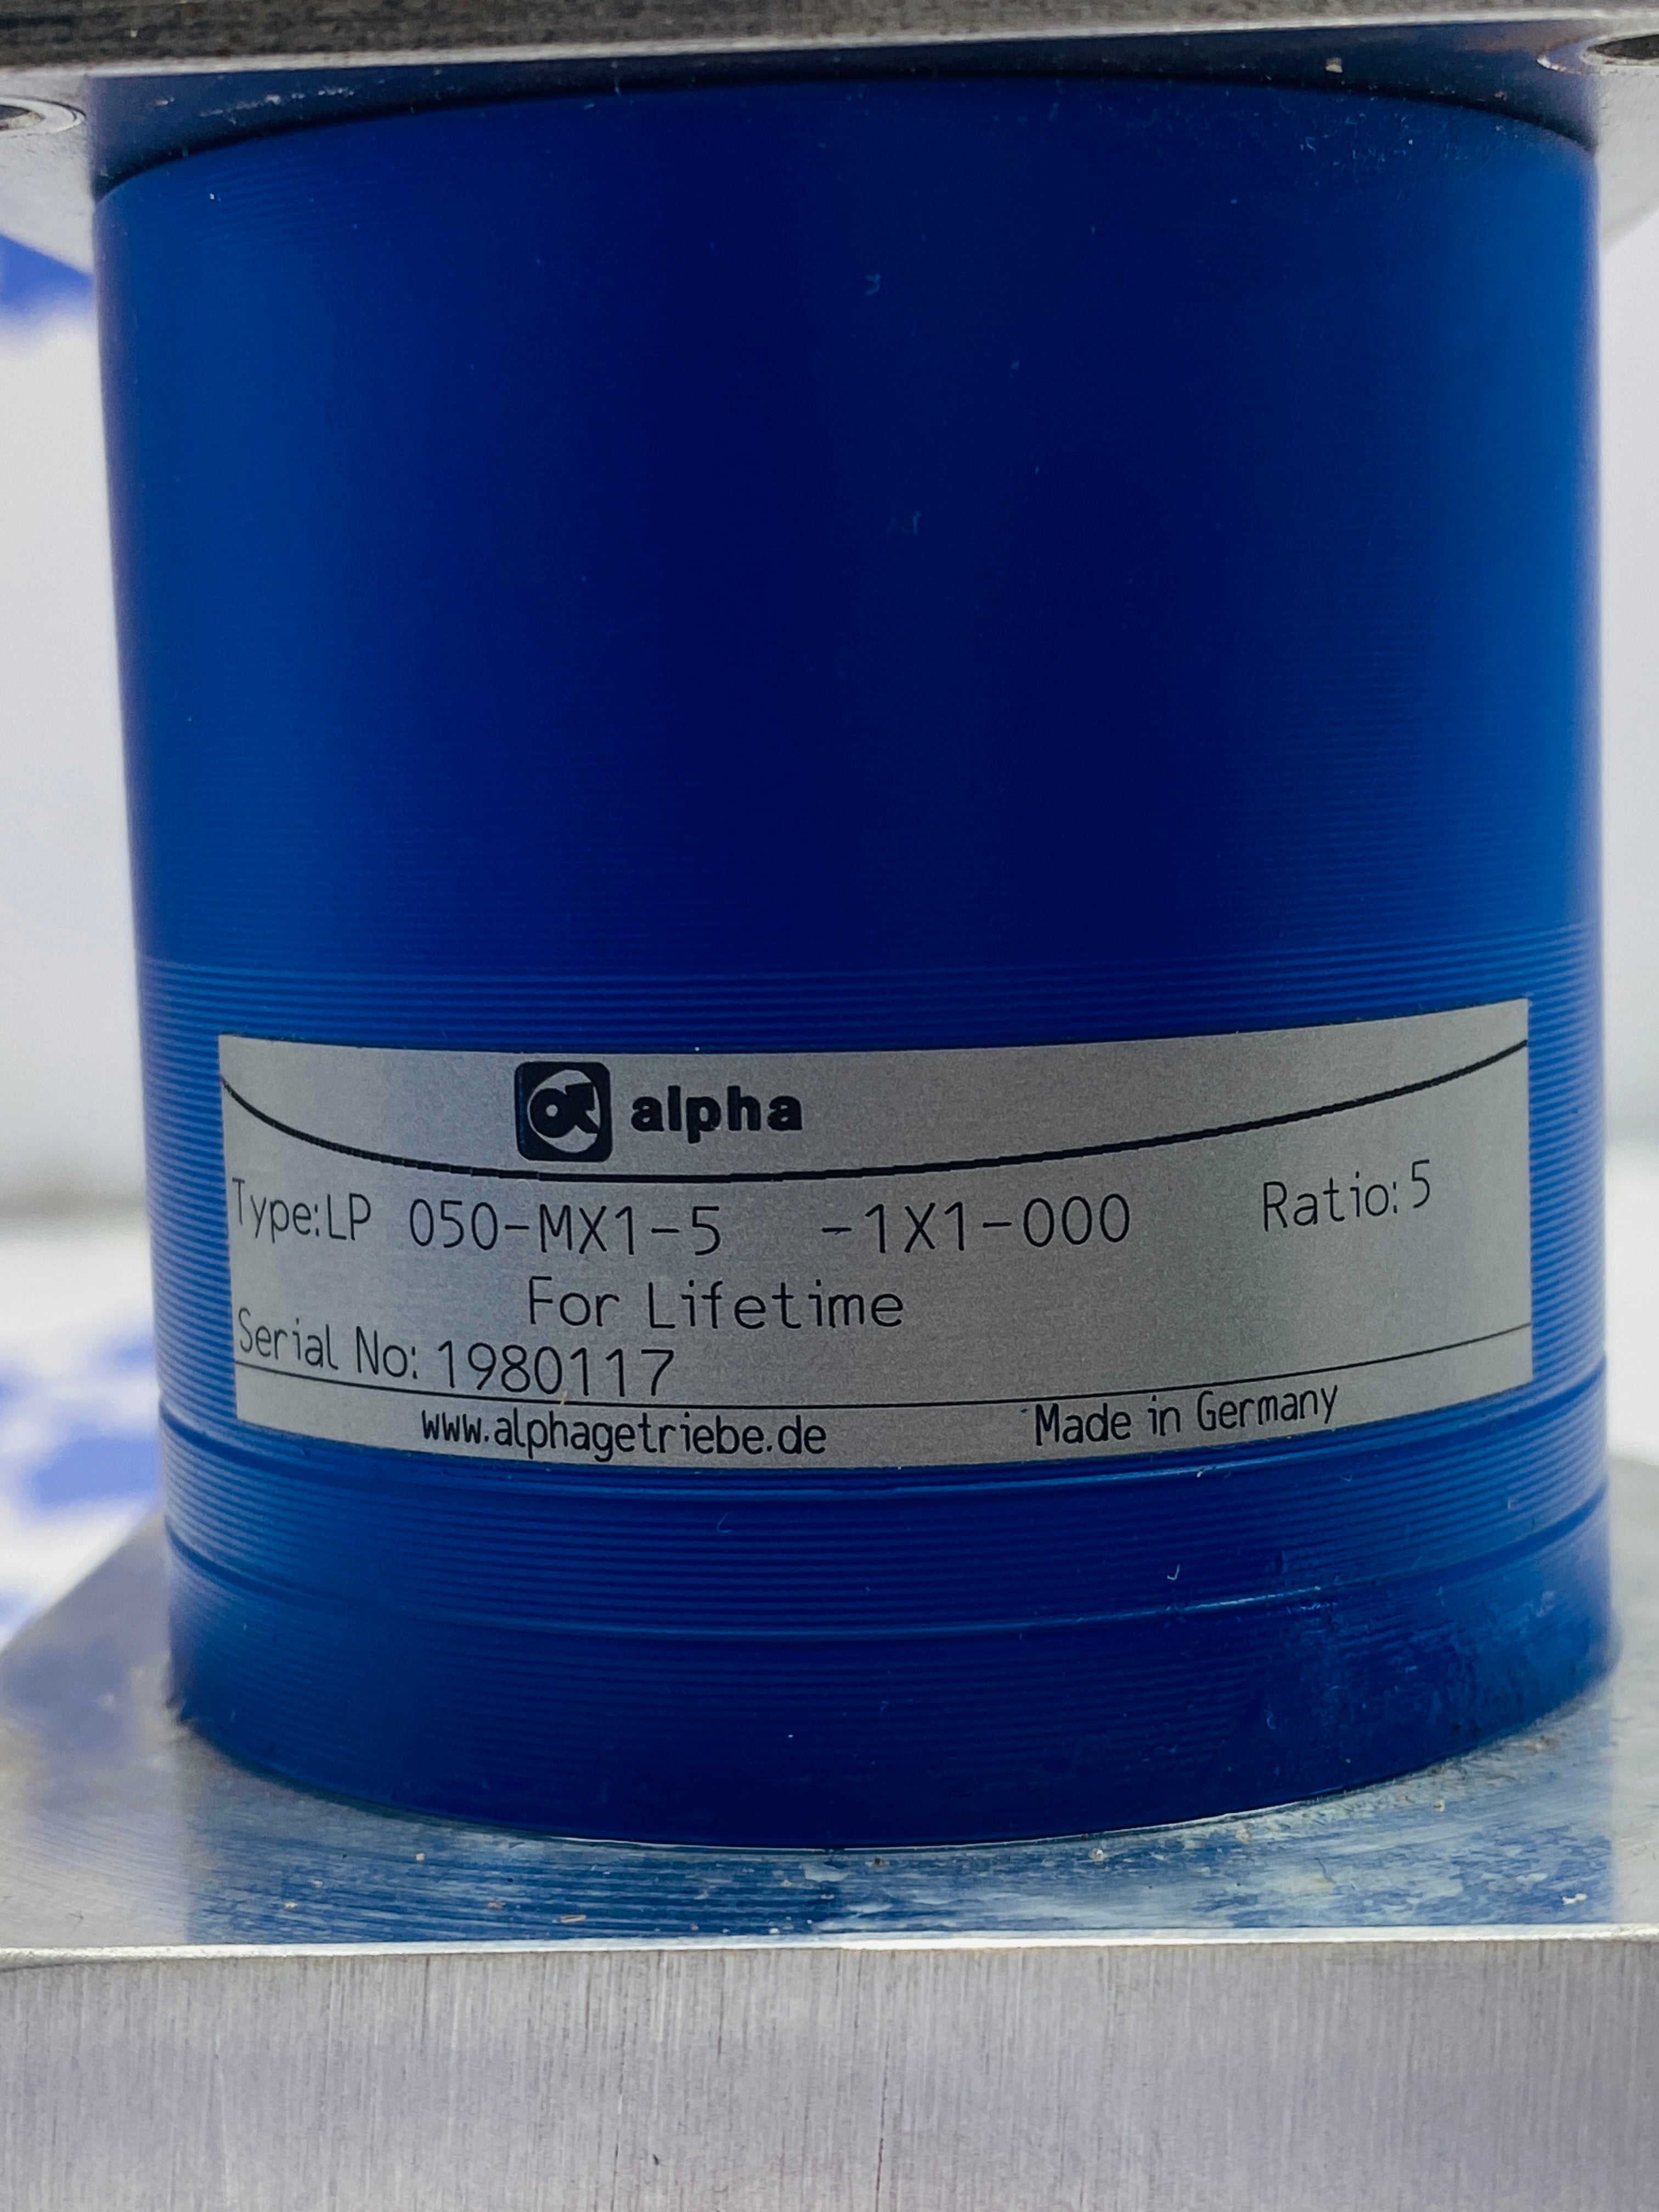 alpha
Type:LP 050-MX1-5 -1X1-000 Ratio:5
For Lifetime
Serial No: 1980117
www.alphagetriebe.de Made in Germany